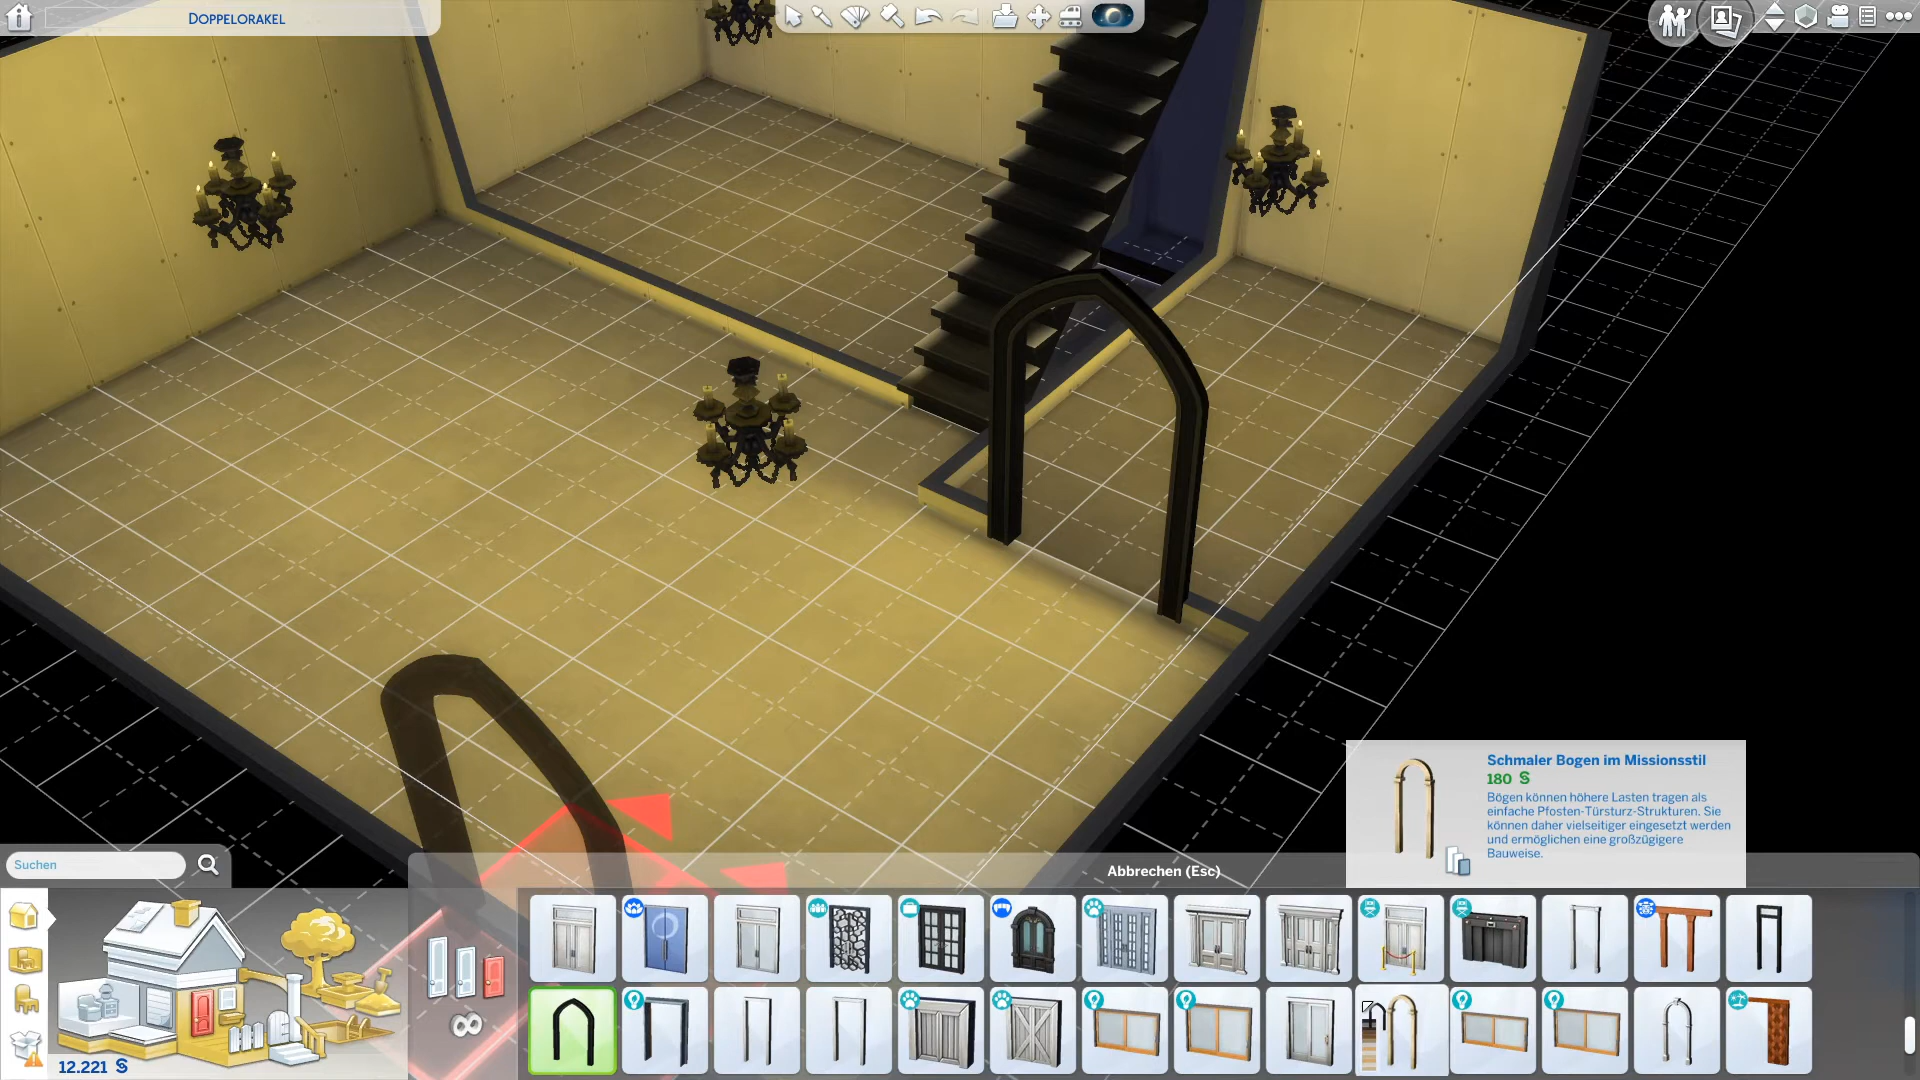 Doppelorakel
Schmaler Bogen im Missionsstil
180 §
Bögen können höhere Lasten tragen als
einfache Pfosten-Türsturz-Strukturen. Sie
können daher vielseitiger eingesetzt werden
und ermöglichen eine großzügigere
Bauweise.
Suchen
Abbrechen (Esc)
12.221 §